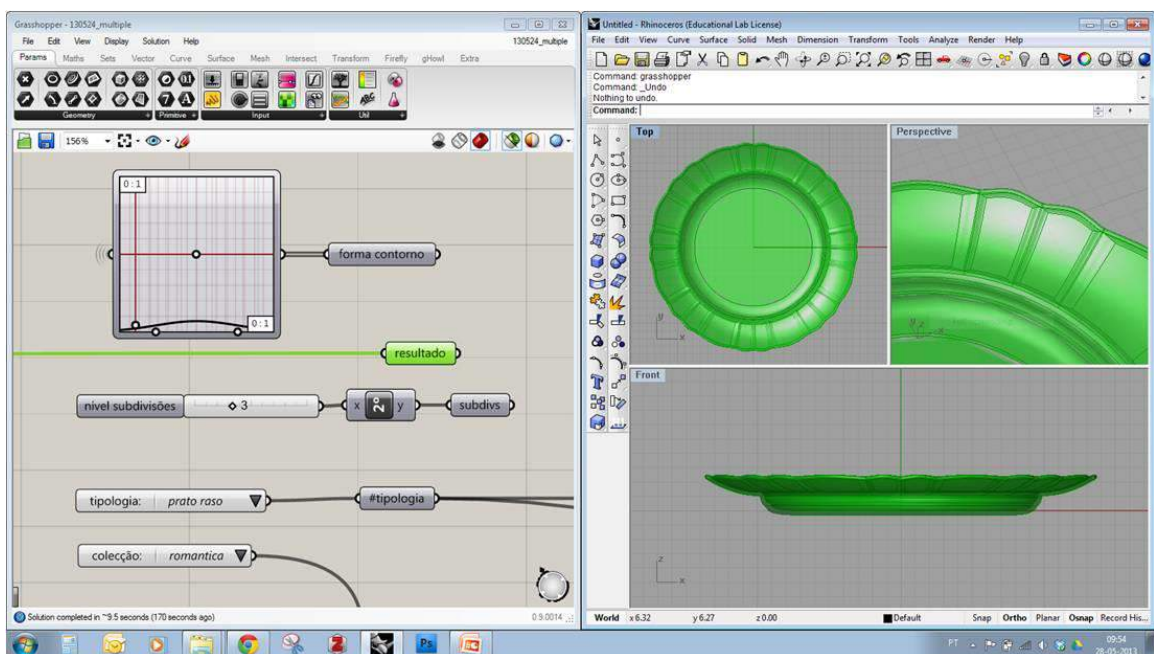 Grasshopper - 130524_multiple
File Edit View Display Solution Help
130524_multiple
Params Maths Sets Vector Curve Surface Mesh Intersect Transform Firefly gHowl Extra
Geometry Primitive Input Util
156%
0 : 1
0 : 1
forma contorno
resultado
nível subdivisões 3 x 2º y subdivs
tipologia: prato raso #tipologia
colecção: romantica
Solution completed in ~9.5 seconds (170 seconds ago)
0.9.0014
Untitled - Rhinoceros (Educational Lab License)
File Edit View Curve Surface Solid Mesh Dimension Transform Tools Analyze Render Help
Command: grasshopper
Command: _Undo
Nothing to undo.
Command:
Top
y
x
Perspective
z
y
x
Front
z
x
World x 6.32 y 6.27 z 0.00 Default Snap Ortho Planar Osnap Record His...
Ps
PT
09:54
28-05-2013